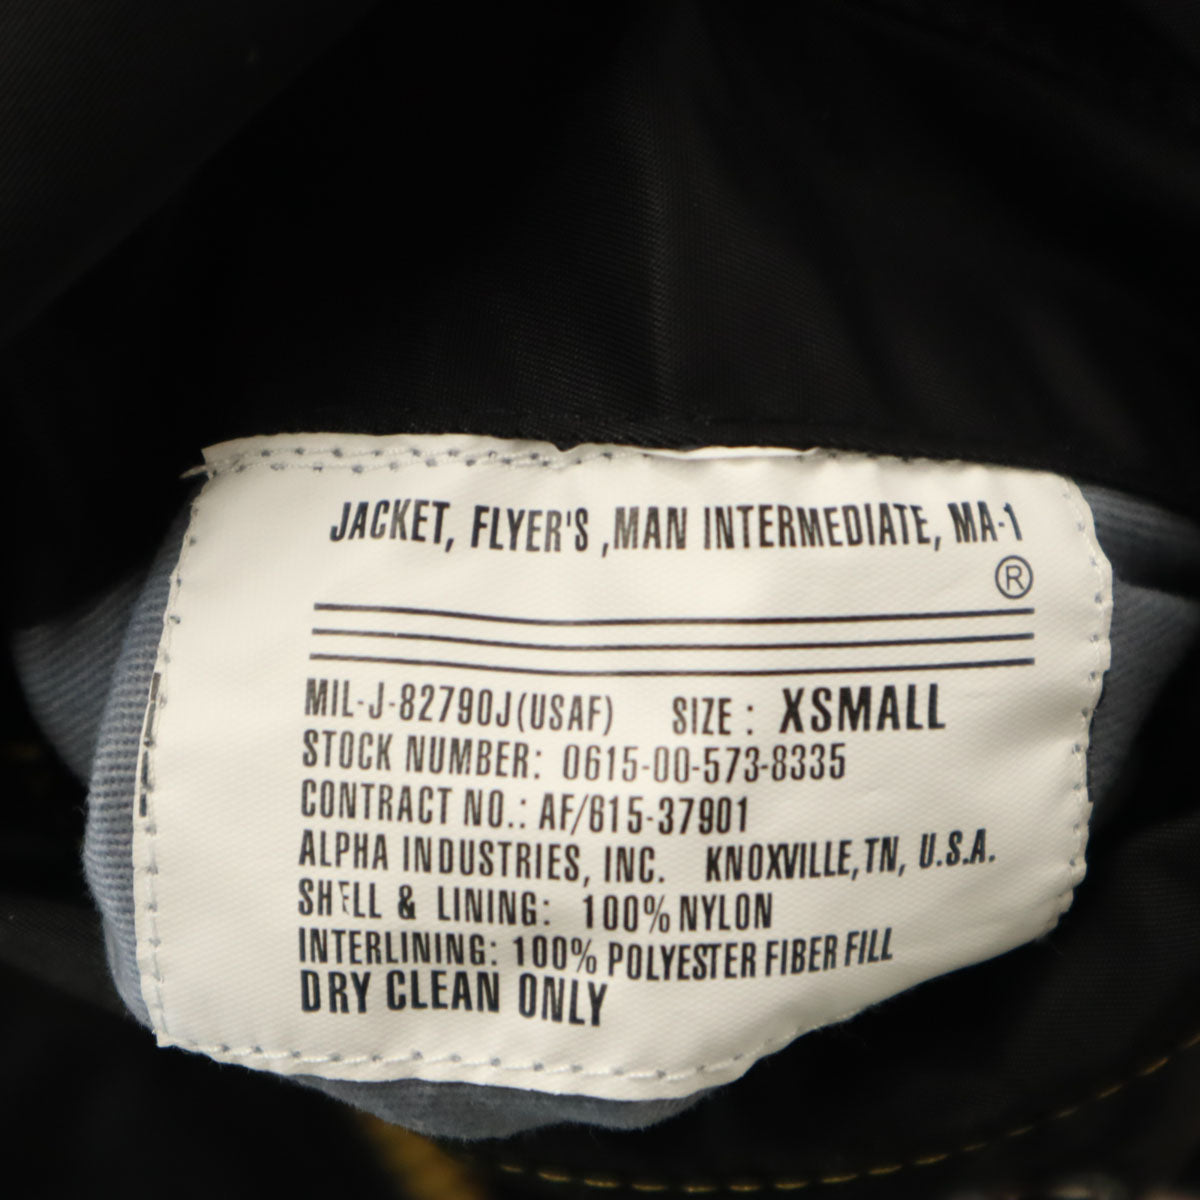 JACKET, FLYER'S ,MAN INTERMEDIATE, MA-1
®
MIL-J-82790J(USAF) SIZE: XSMALL
STOCK NUMBER: 0615-00-573-8335
CONTRACT NO.: AF/615-37901
ALPHA INDUSTRIES, INC. KNOXVILLE, TN, U.S.A.
SHELL & LINING: 100% NYLON
INTERLINING: 100% POLYESTER FIBER FILL
DRY CLEAN ONLY